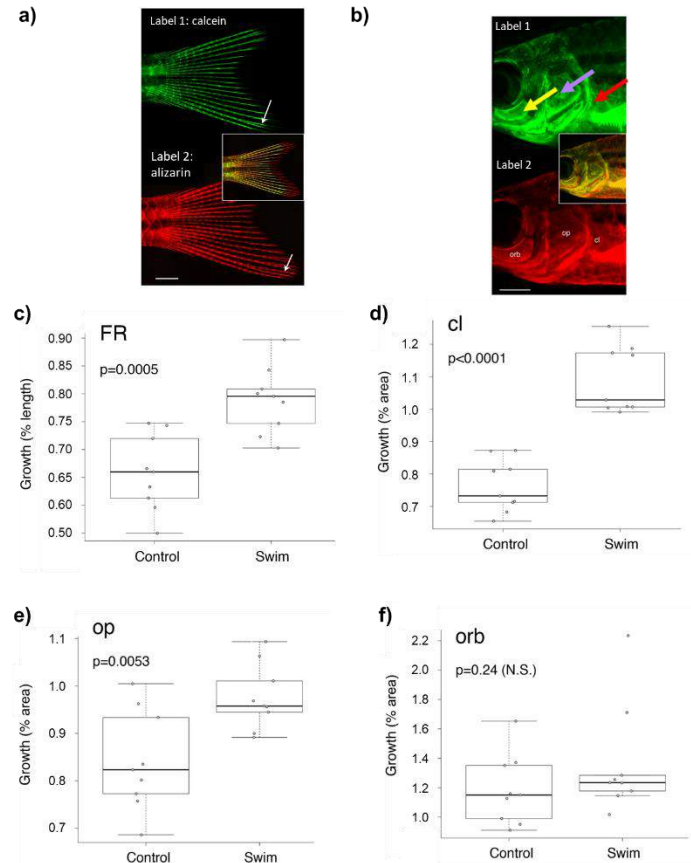 a)
Label 1: calcein
Label 2:
alizarin
b)
Label 1
Label 2
orb
op
cl
c)
FR
p=0.0005
Growth (% length)
0.90
0.85
0.80
0.75
0.70
0.65
0.60
0.55
0.50
Control
Swim
d)
cl
p<0.0001
Growth (% area)
1.2
1.1
1.0
0.9
0.8
0.7
Control
Swim
e)
op
p=0.0053
Growth (% area)
1.1
1.0
0.9
0.8
0.7
Control
Swim
f)
orb
p=0.24 (N.S.)
Growth (% area)
2.2
2.0
1.8
1.6
1.4
1.2
1.0
Control
Swim